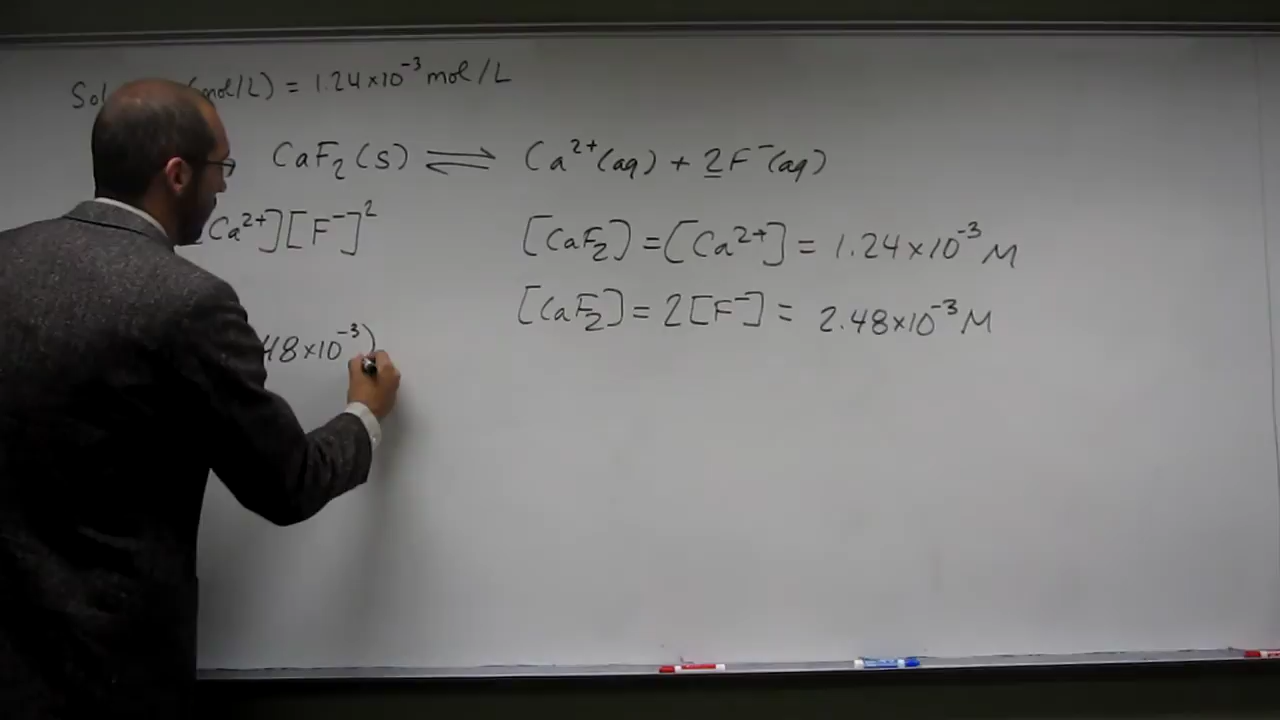 Sol (mol/L) = 1.24×10⁻³ mol/L
CaF₂(s) ⇌ Ca²⁺(aq) + 2F⁻(aq)
[Ca²⁺][F⁻]²
[CaF₂] = [Ca²⁺] = 1.24×10⁻³ M
[CaF₂] = 2[F⁻] = 2.48×10⁻³ M
48×10⁻³)